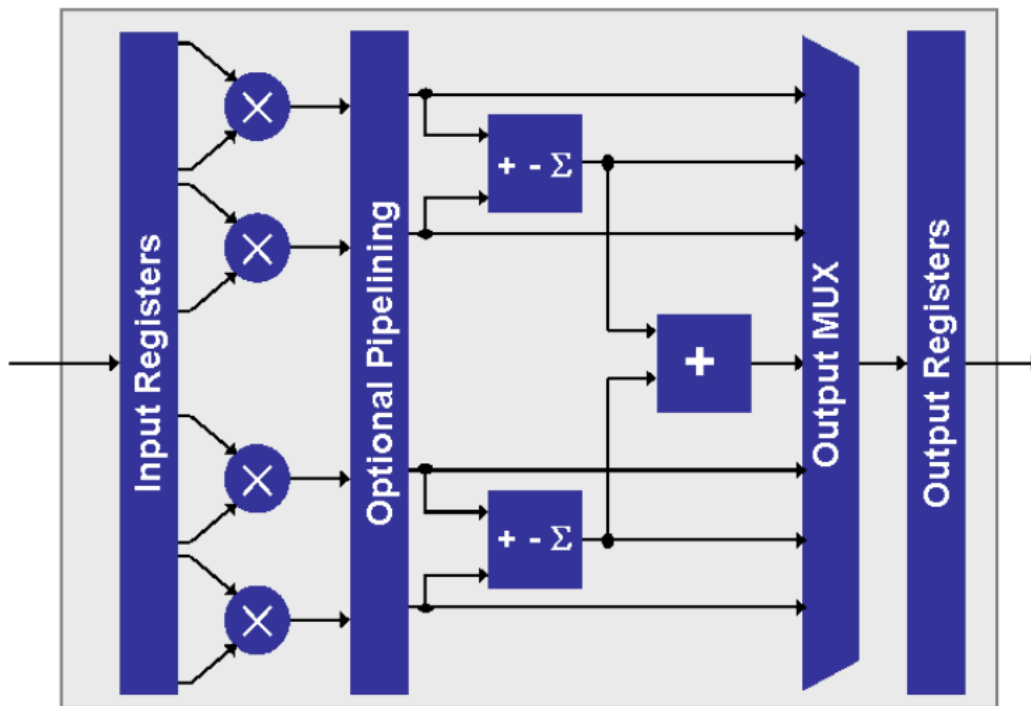 Input Registers
×
×
×
×
Optional Pipelining
+ - Σ
+ - Σ
+
Output MUX
Output Registers